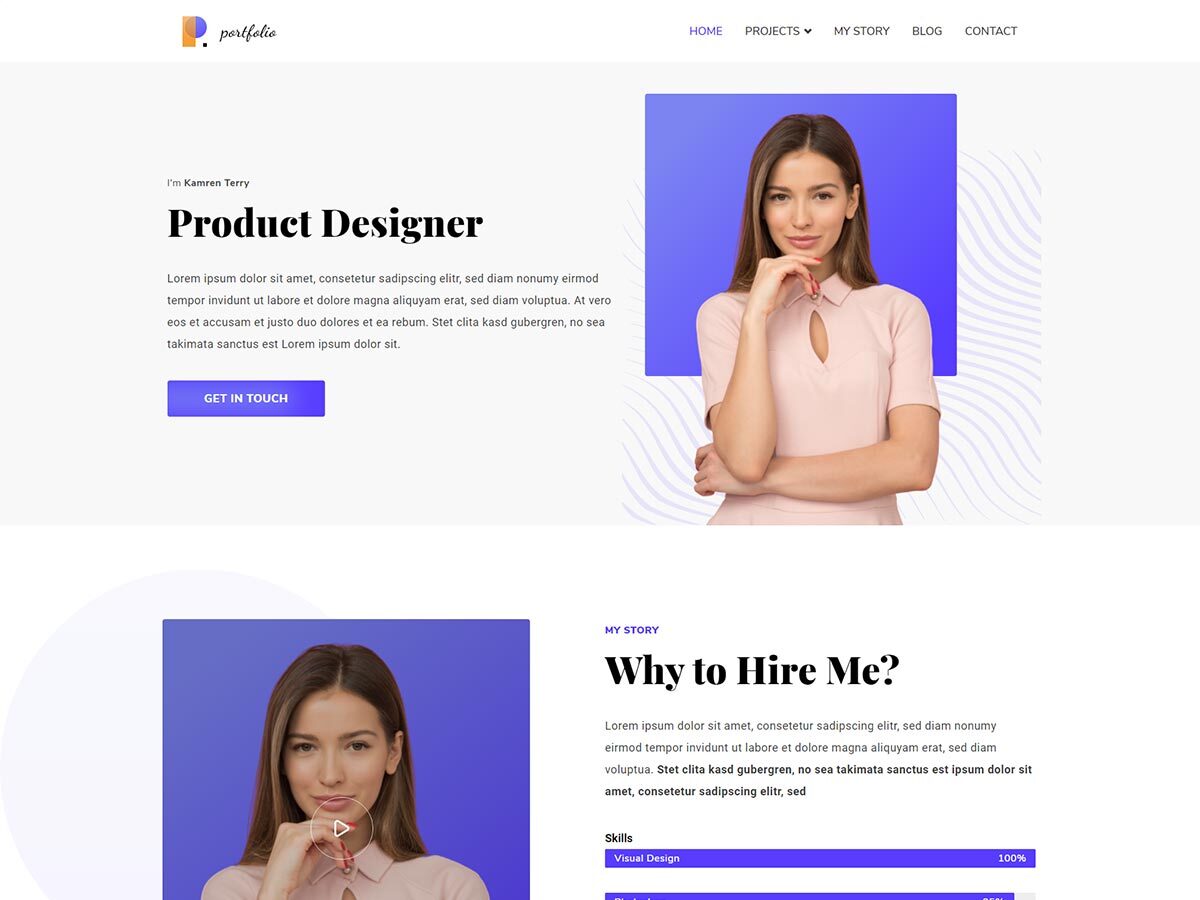 portfolio
HOME PROJECTS MY STORY BLOG CONTACT
I'm Kamren Terry
Product Designer
Lorem ipsum dolor sit amet, consetetur sadipscing elitr, sed diam nonumy eirmod
tempor invidunt ut labore et dolore magna aliquyam erat, sed diam voluptua. At vero
eos et accusam et justo duo dolores et ea rebum. Stet clita kasd gubergren, no sea
takimata sanctus est Lorem ipsum dolor sit.
GET IN TOUCH
MY STORY
Why to Hire Me?
Lorem ipsum dolor sit amet, consetetur sadipscing elitr, sed diam nonumy
eirmod tempor invidunt ut labore et dolore magna aliquyam erat, sed diam
voluptua. Stet clita kasd gubergren, no sea takimata sanctus est ipsum dolor sit
amet, consetetur sadipscing elitr, sed
Skills
Visual Design 100%